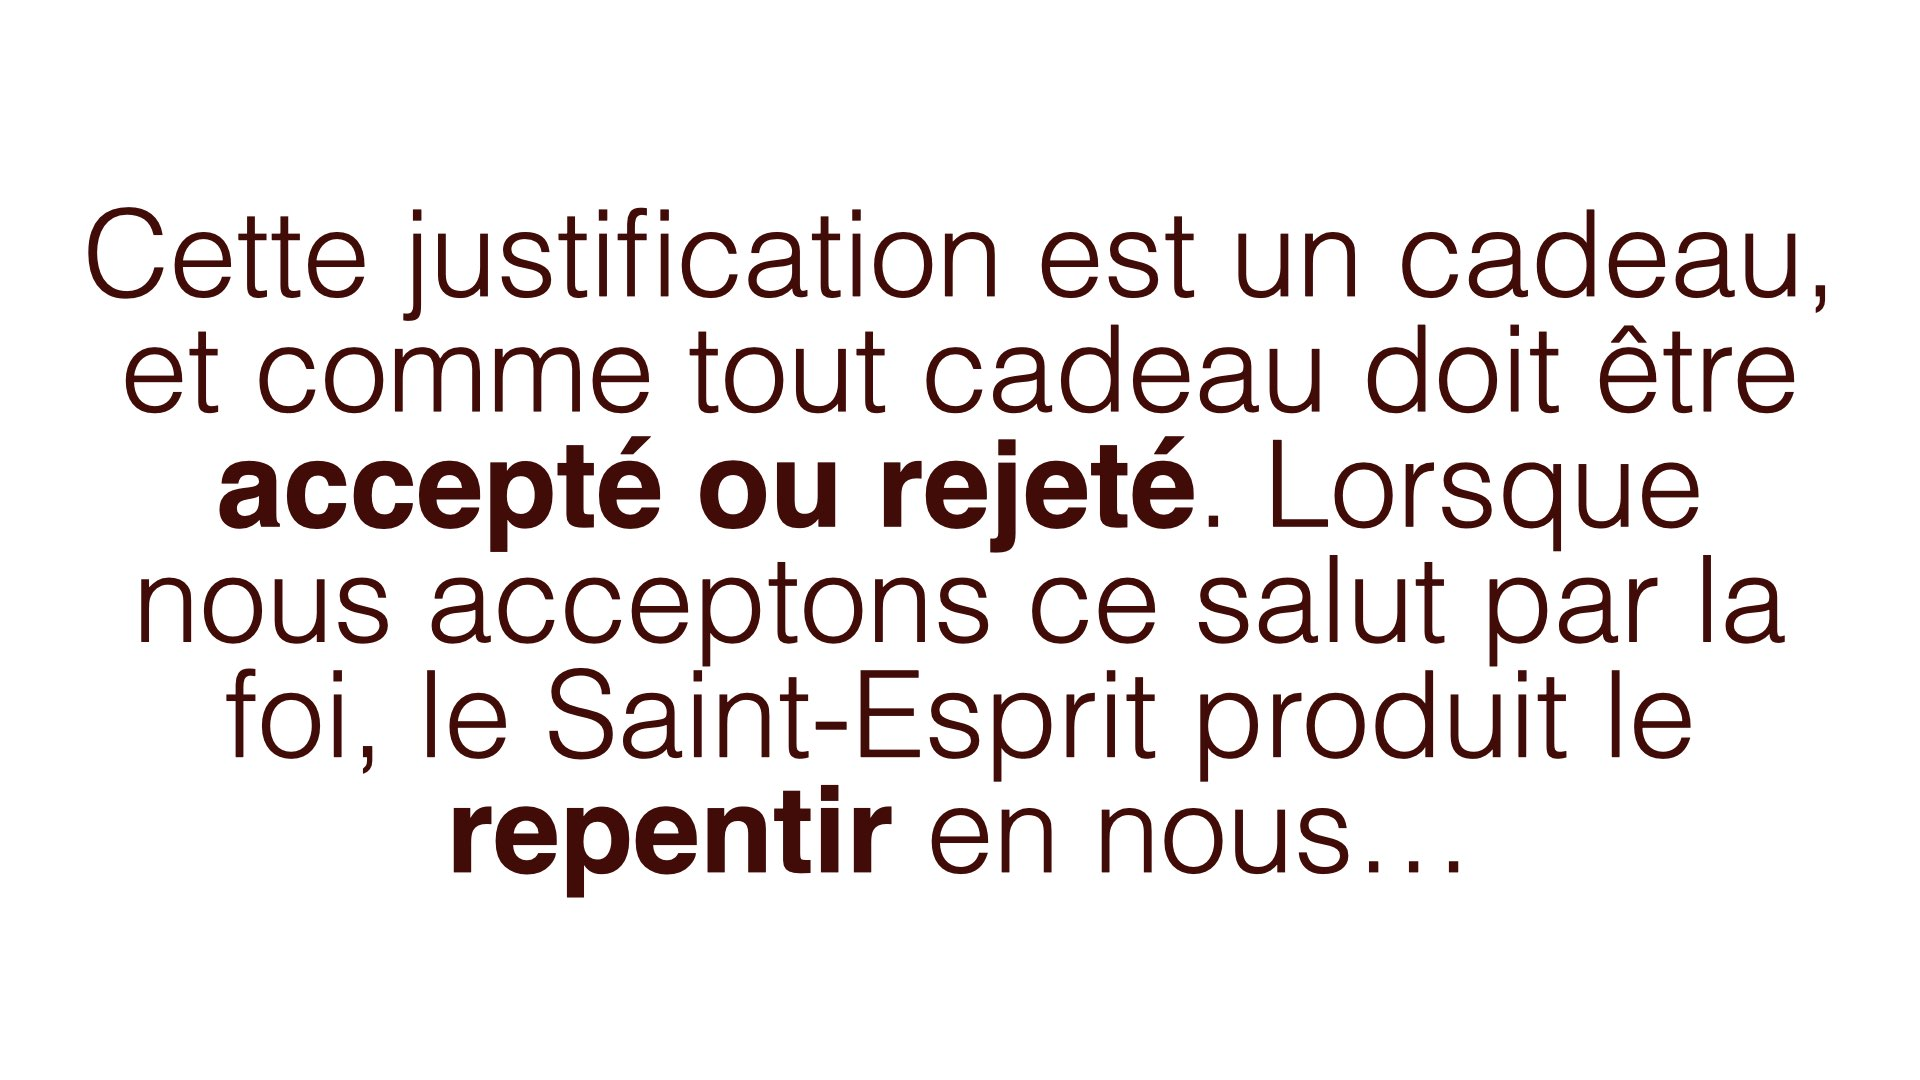 Cette justification est un cadeau,
et comme tout cadeau doit être
accepté ou rejeté. Lorsque
nous acceptons ce salut par la
foi, le Saint-Esprit produit le
repentir en nous…